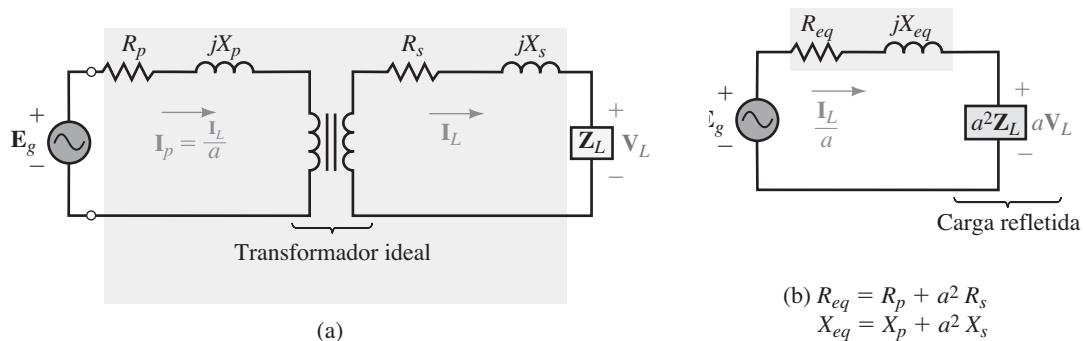 R_p jX_p R_s jX_s
+ E_g −
I_p = I_L/a
I_L
+ V_L −
Z_L
Transformador ideal
(a)
R_eq jX_eq
+ −
I_L/a
a²Z_L
+ aV_L −
Carga refletida
(b) R_eq = R_p + a² R_s
X_eq = X_p + a² X_s